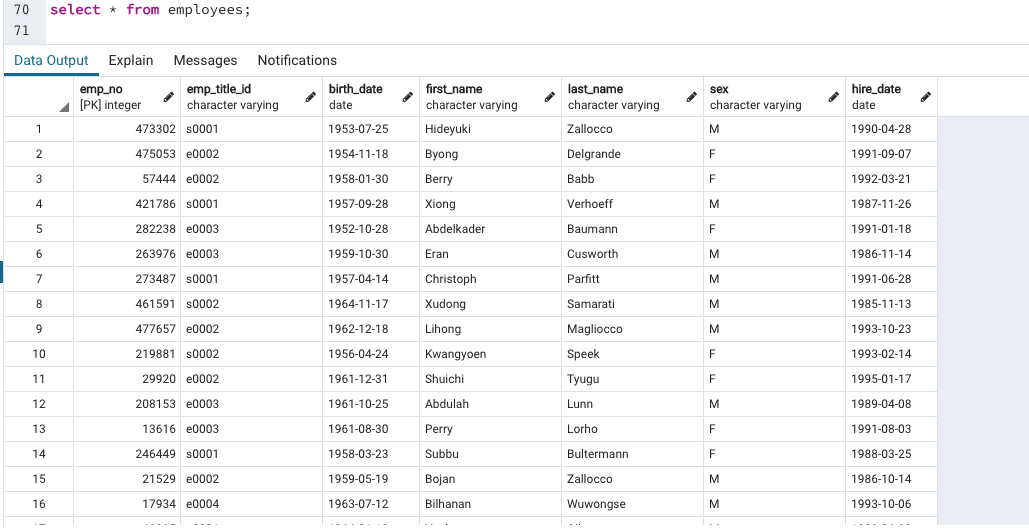 70 select * from employees;
71
Data Output Explain Messages Notifications
emp_no emp_title_id birth_date first_name last_name sex hire_date
[PK] integer character varying date character varying character varying character varying date
1 473302 s0001 1953-07-25 Hideyuki Zallocco M 1990-04-28
2 475053 e0002 1954-11-18 Byong Delgrande F 1991-09-07
3 57444 e0002 1958-01-30 Berry Babb F 1992-03-21
4 421786 s0001 1957-09-28 Xiong Verhoeff M 1987-11-26
5 282238 e0003 1952-10-28 Abdelkader Baumann F 1991-01-18
6 263976 e0003 1959-10-30 Eran Cusworth M 1986-11-14
7 273487 s0001 1957-04-14 Christoph Parfitt M 1991-06-28
8 461591 s0002 1964-11-17 Xudong Samarati M 1985-11-13
9 477657 e0002 1962-12-18 Lihong Magliocco M 1993-10-23
10 219881 s0002 1956-04-24 Kwangyoen Speek F 1993-02-14
11 29920 e0002 1961-12-31 Shuichi Tyugu F 1995-01-17
12 208153 e0003 1961-10-25 Abdulah Lunn M 1989-04-08
13 13616 e0003 1961-08-30 Perry Lorho F 1991-08-03
14 246449 s0001 1958-03-23 Subbu Bultermann F 1988-03-25
15 21529 e0002 1959-05-19 Bojan Zallocco M 1986-10-14
16 17934 e0004 1963-07-12 Bilhanan Wuwongse M 1993-10-06